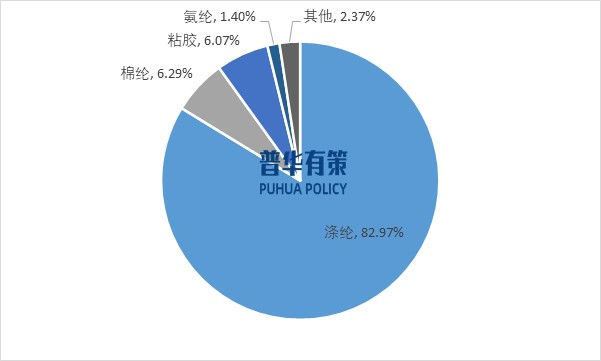 氨纶, 1.40%
其他, 2.37%
粘胶, 6.07%
棉纶, 6.29%
普华有策
PUHUA POLICY
涤纶, 82.97%